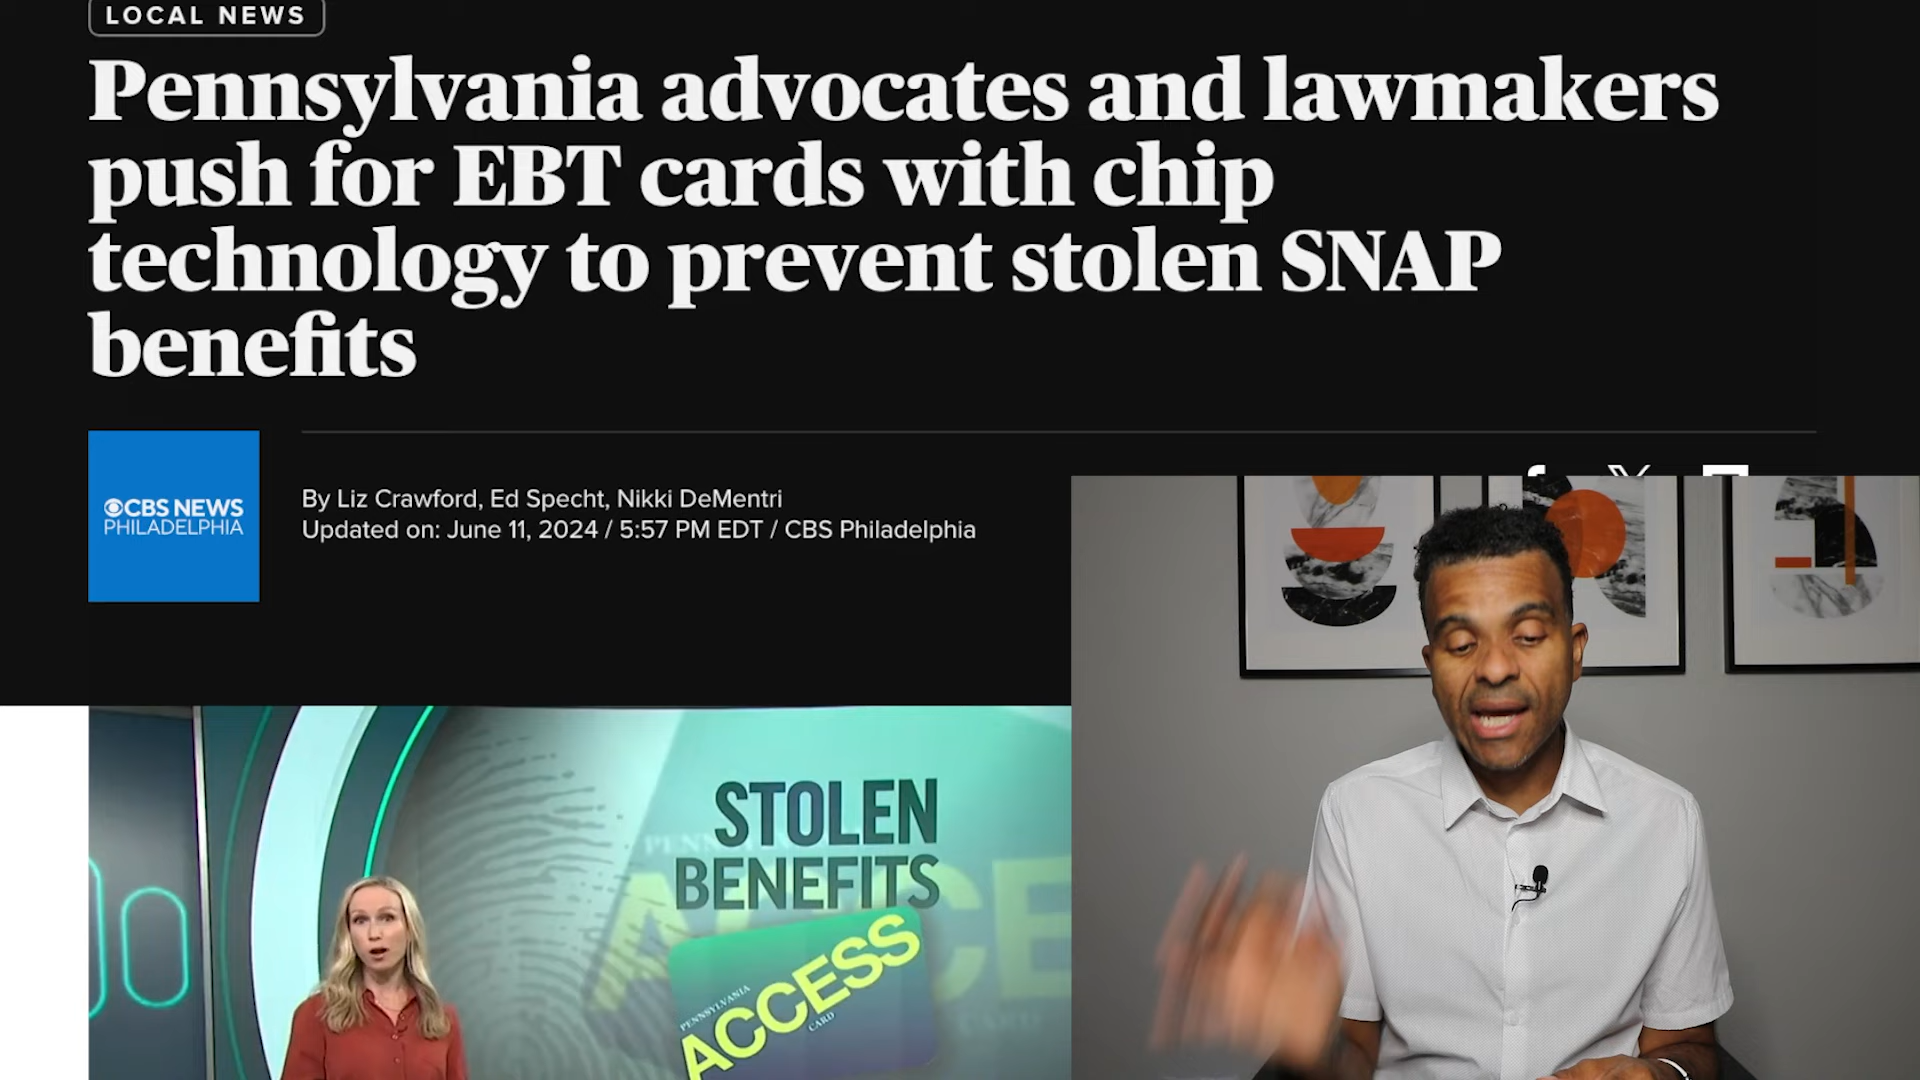 LOCAL NEWS
Pennsylvania advocates and lawmakers
push for EBT cards with chip
technology to prevent stolen SNAP
benefits
CBS NEWS
PHILADELPHIA
By Liz Crawford, Ed Specht, Nikki DeMentri
Updated on: June 11, 2024 / 5:57 PM EDT / CBS Philadelphia
STOLEN
BENEFITS
PENNSYLVANIA
ACCESS
CARD